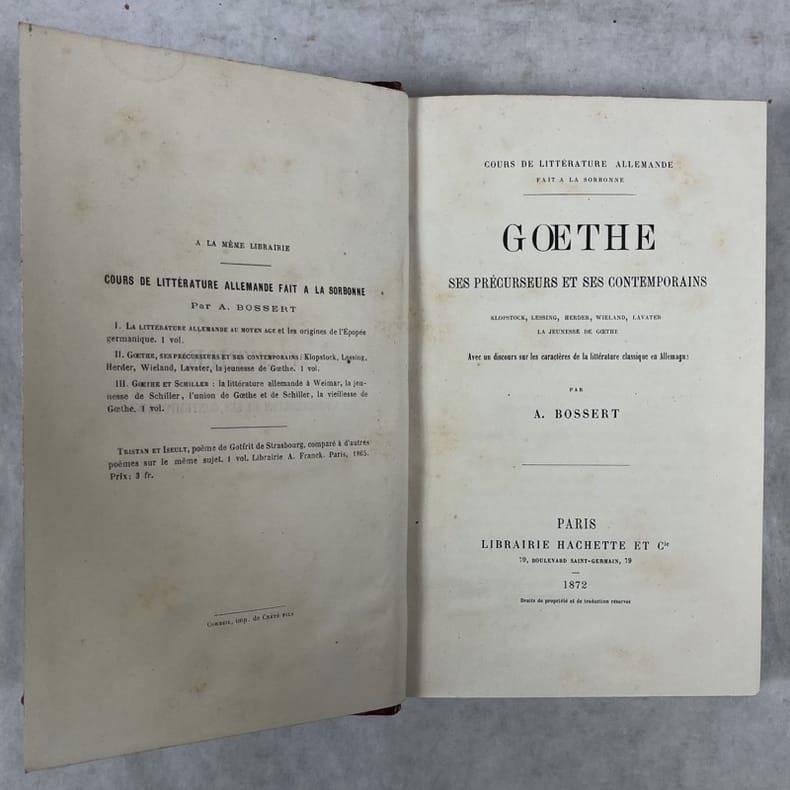 A LA MÊME LIBRAIRIE
COURS DE LITTÉRATURE ALLEMANDE FAIT A LA SORBONNE
Par A. BOSSERT
I. LA LITTÉRATURE ALLEMANDE AU MOYEN AGE et les origines de l'Épopée
germanique. 1 vol.
II. GŒTHE, SES PRÉCURSEURS ET SES CONTEMPORAINS: Klopstock, Lessing,
Herder, Wieland, Lavater, la jeunesse de Gœthe. 1 vol.
III. GŒTHE ET SCHILLER : la littérature allemande à Weimar, la jeu-
nesse de Schiller, l'union de Gœthe et de Schiller, la vieillesse de
Gœthe. 1 vol.
TRISTAN ET ISEULT, poème de Gotfrit de Strasbourg, comparé à d'autres
poèmes sur le même sujet. 1 vol. Librairie A. Franck. Paris, 1865.
Prix: 3 fr.
CORBEIL, imp. de CRÉTÉ FILS
COURS DE LITTÉRATURE ALLEMANDE
FAIT A LA SORBONNE
GŒTHE
SES PRÉCURSEURS ET SES CONTEMPORAINS
KLOPSTOCK, LESSING, HERDER, WIELAND, LAVATER
LA JEUNESSE DE GŒTHE
Avec un discours sur les caractères de la littérature classique en Allemagn:
PAR
A. BOSSERT
PARIS
LIBRAIRIE HACHETTE ET Cie
79, BOULEVARD SAINT-GERMAIN, 79
1872
Droits de propriété et de traduction réservés